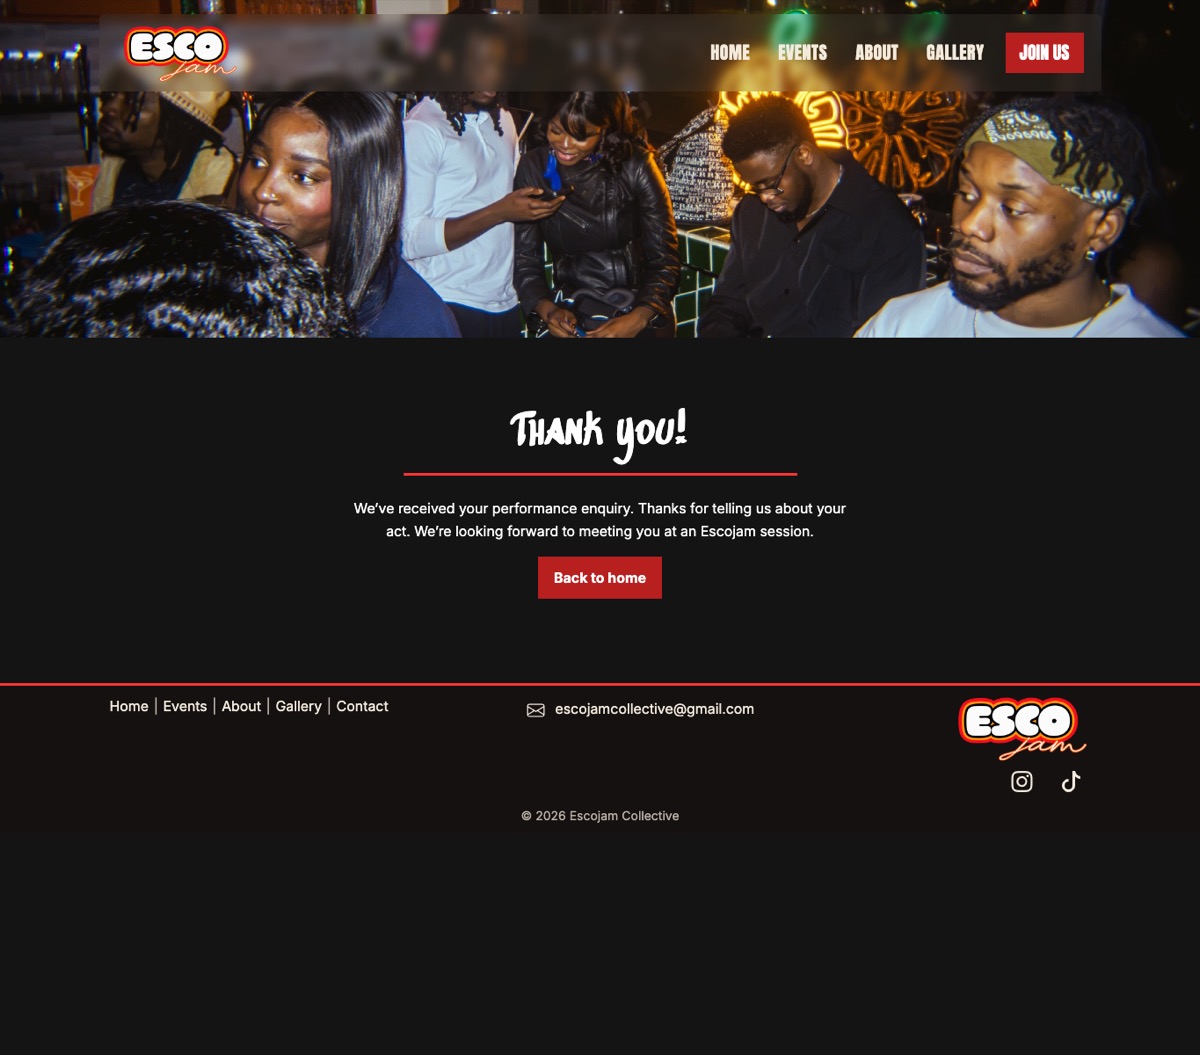 ESCO
Jam
HOME
EVENTS
ABOUT
GALLERY
JOIN US
Thank you!
We’ve received your performance enquiry. Thanks for telling us about your
act. We’re looking forward to meeting you at an Escojam session.
Back to home
Home | Events | About | Gallery | Contact
escojamcollective@gmail.com
ESCO
Jam
© 2026 Escojam Collective